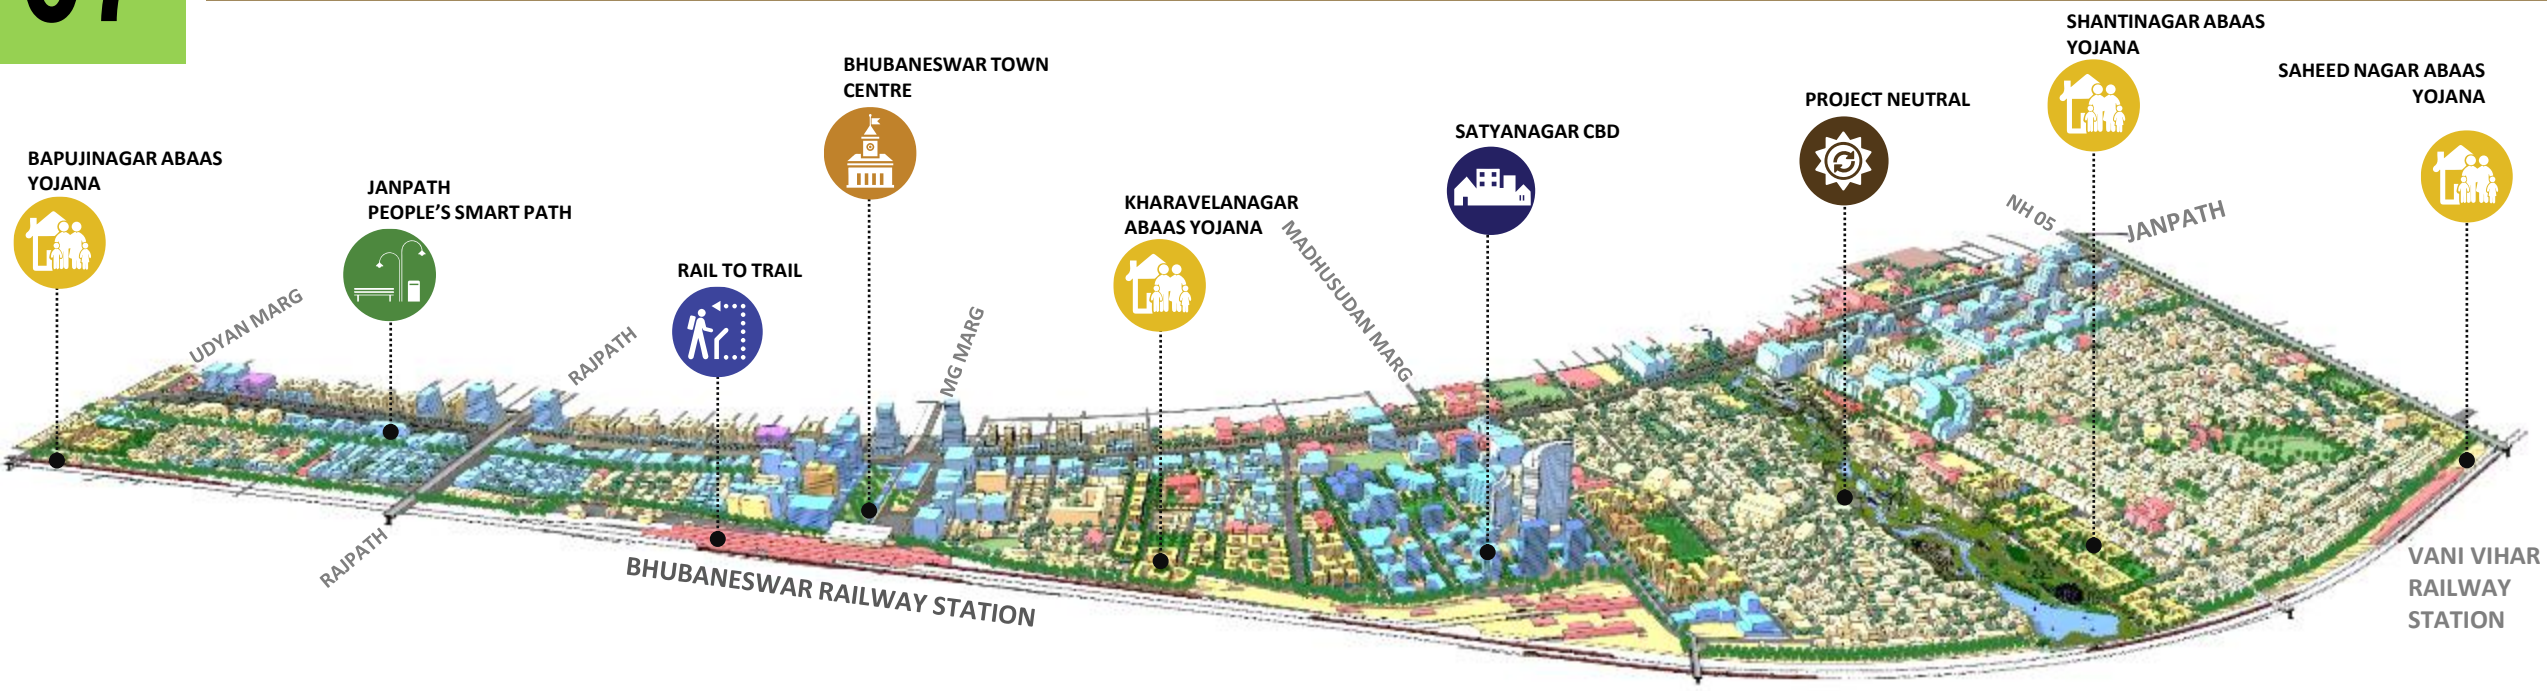 SHANTINAGAR ABAAS
YOJANA
BHUBANESWAR TOWN
CENTRE
SAHEED NAGAR ABAAS
YOJANA
PROJECT NEUTRAL
SATYANAGAR CBD
BAPUJINAGAR ABAAS
YOJANA
JANPATH
PEOPLE’S SMART PATH
KHARAVELANAGAR
ABAAS YOJANA
RAIL TO TRAIL
NH 05
JANPATH
MADHUSUDAN MARG
UDYAN MARG
RAJPATH
MG MARG
RAJPATH
BHUBANESWAR RAILWAY STATION
VANI VIHAR
RAILWAY
STATION